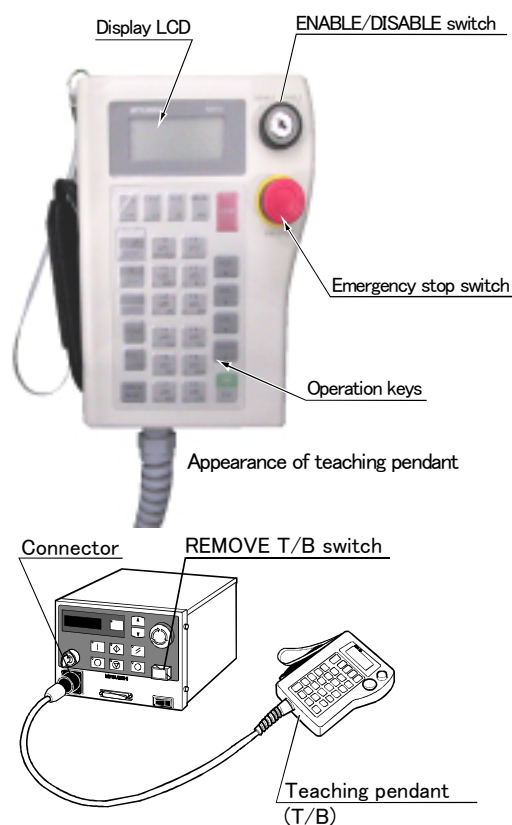 Display LCD
ENABLE/DISABLE switch
Emergency stop switch
Operation keys
Appearance of teaching pendant
Connector
REMOVE T/B switch
Teaching pendant
(T/B)